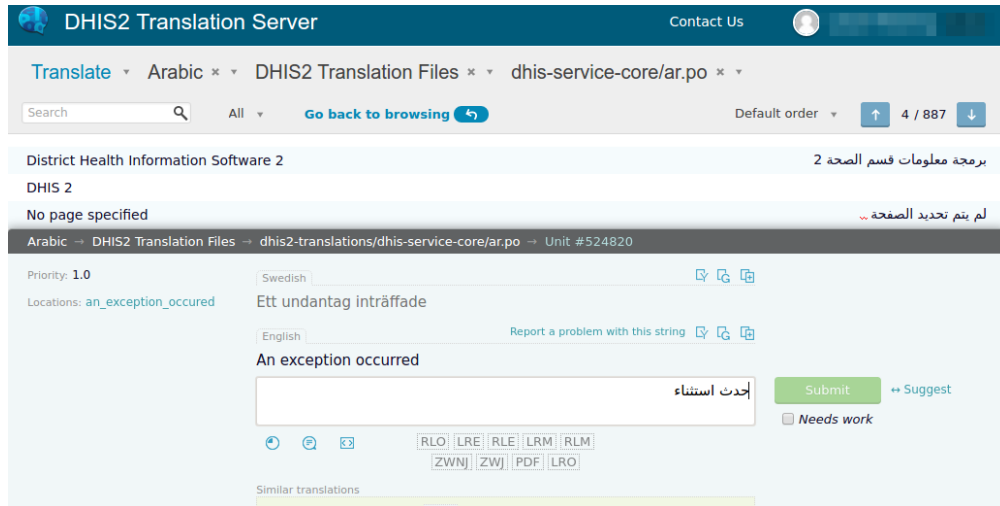 DHIS2 Translation Server Contact Us
Translate Arabic × DHIS2 Translation Files × dhis-service-core/ar.po ×
Search All Go back to browsing Default order ↑ 4 / 887 ↓
District Health Information Software 2 برمجة معلومات قسم الصحة 2
DHIS 2
No page specified لم يتم تحديد الصفحة
Arabic → DHIS2 Translation Files → dhis2-translations/dhis-service-core/ar.po → Unit #524820
Priority: 1.0
Locations: an_exception_occured
Swedish
Ett undantag inträffade
English Report a problem with this string
An exception occurred
حدث استثناء
Submit ↔ Suggest
Needs work
RLO LRE RLE LRM RLM
ZWNJ ZWJ PDF LRO
Similar translations